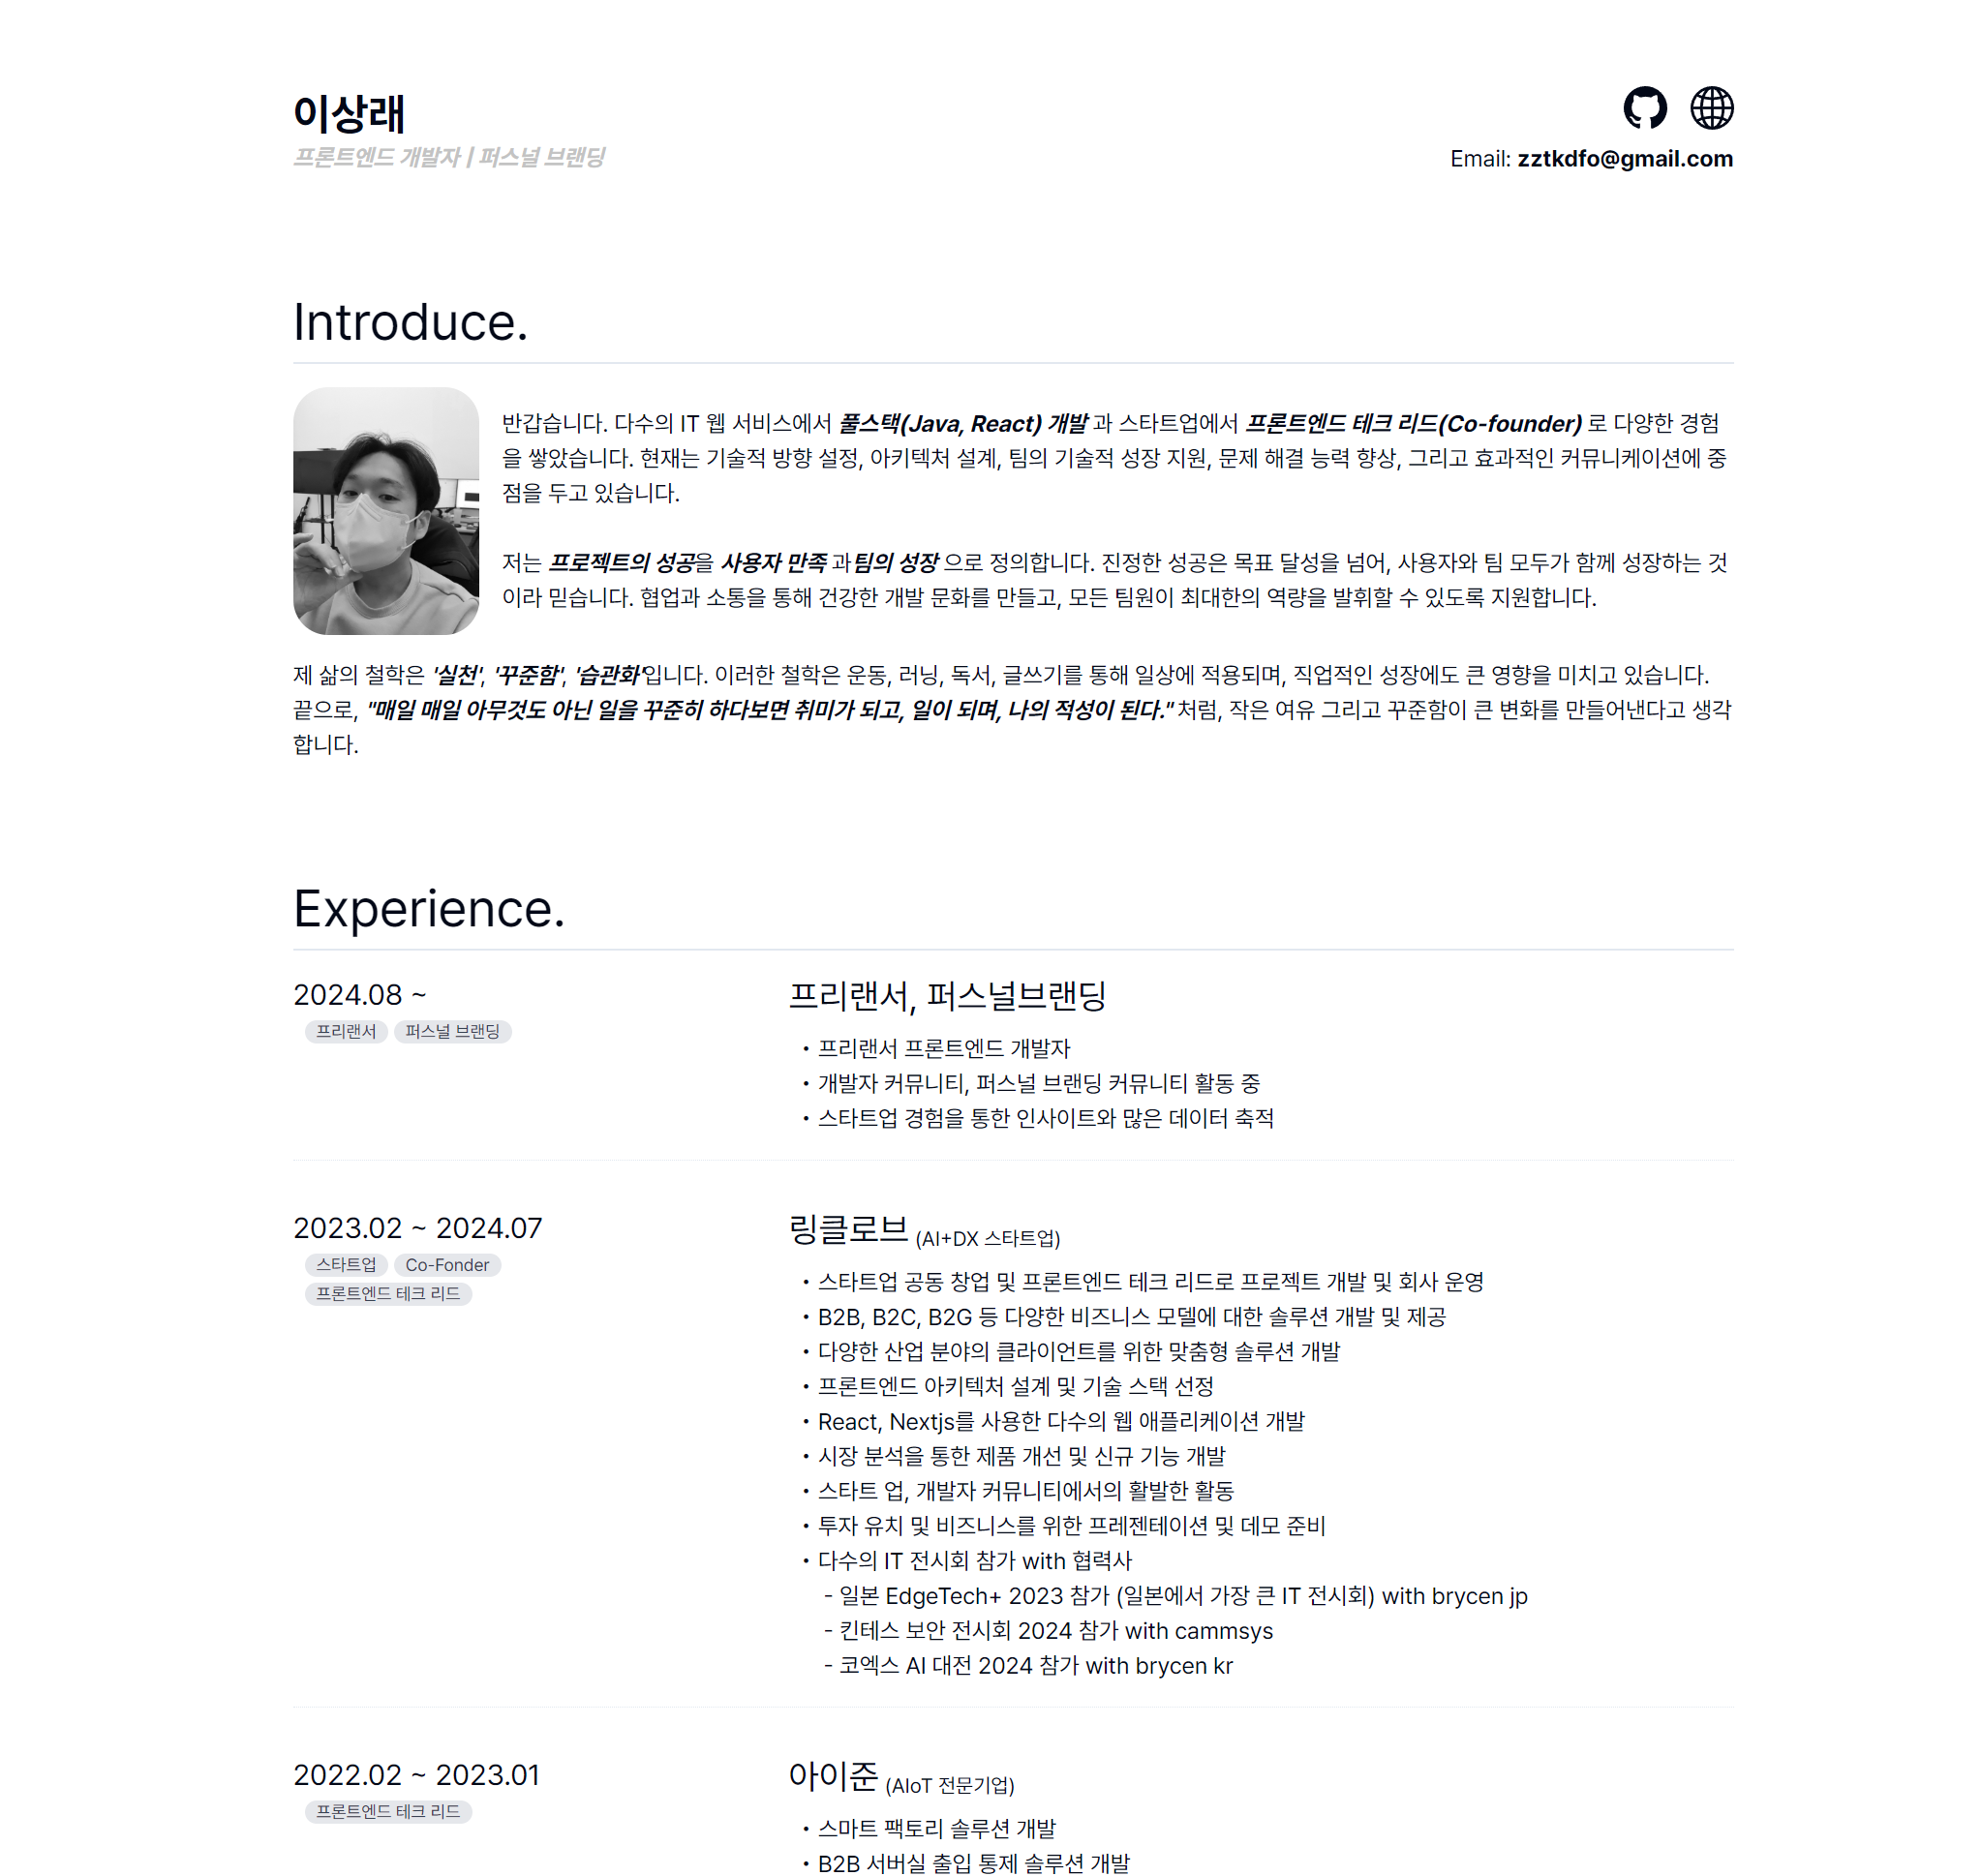 이상래
프론트엔드 개발자 | 퍼스널 브랜딩
Email: zztkdfo@gmail.com
Introduce.
반갑습니다. 다수의 IT 웹 서비스에서 풀스택(Java, React) 개발 과 스타트업에서 프론트엔드 테크 리드(Co-founder) 로 다양한 경험
을 쌓았습니다. 현재는 기술적 방향 설정, 아키텍처 설계, 팀의 기술적 성장 지원, 문제 해결 능력 향상, 그리고 효과적인 커뮤니케이션에 중
점을 두고 있습니다.
저는 프로젝트의 성공을 사용자 만족 과팀의 성장 으로 정의합니다. 진정한 성공은 목표 달성을 넘어, 사용자와 팀 모두가 함께 성장하는 것
이라 믿습니다. 협업과 소통을 통해 건강한 개발 문화를 만들고, 모든 팀원이 최대한의 역량을 발휘할 수 있도록 지원합니다.
제 삶의 철학은 '실천', '꾸준함', '습관화'입니다. 이러한 철학은 운동, 러닝, 독서, 글쓰기를 통해 일상에 적용되며, 직업적인 성장에도 큰 영향을 미치고 있습니다.
끝으로, "매일 매일 아무것도 아닌 일을 꾸준히 하다보면 취미가 되고, 일이 되며, 나의 적성이 된다." 처럼, 작은 여유 그리고 꾸준함이 큰 변화를 만들어낸다고 생각
합니다.
Experience.
2024.08 ~
프리랜서 퍼스널 브랜딩
프리랜서, 퍼스널브랜딩
• 프리랜서 프론트엔드 개발자
• 개발자 커뮤니티, 퍼스널 브랜딩 커뮤니티 활동 중
• 스타트업 경험을 통한 인사이트와 많은 데이터 축적
2023.02 ~ 2024.07
스타트업 Co-Fonder
프론트엔드 테크 리드
링클로브 (AI+DX 스타트업)
• 스타트업 공동 창업 및 프론트엔드 테크 리드로 프로젝트 개발 및 회사 운영
• B2B, B2C, B2G 등 다양한 비즈니스 모델에 대한 솔루션 개발 및 제공
• 다양한 산업 분야의 클라이언트를 위한 맞춤형 솔루션 개발
• 프론트엔드 아키텍처 설계 및 기술 스택 선정
• React, Nextjs를 사용한 다수의 웹 애플리케이션 개발
• 시장 분석을 통한 제품 개선 및 신규 기능 개발
• 스타트 업, 개발자 커뮤니티에서의 활발한 활동
• 투자 유치 및 비즈니스를 위한 프레젠테이션 및 데모 준비
• 다수의 IT 전시회 참가 with 협력사
- 일본 EdgeTech+ 2023 참가 (일본에서 가장 큰 IT 전시회) with brycen jp
- 킨테스 보안 전시회 2024 참가 with cammsys
- 코엑스 AI 대전 2024 참가 with brycen kr
2022.02 ~ 2023.01
프론트엔드 테크 리드
아이준 (AIoT 전문기업)
• 스마트 팩토리 솔루션 개발
• B2B 서버실 출입 통제 솔루션 개발